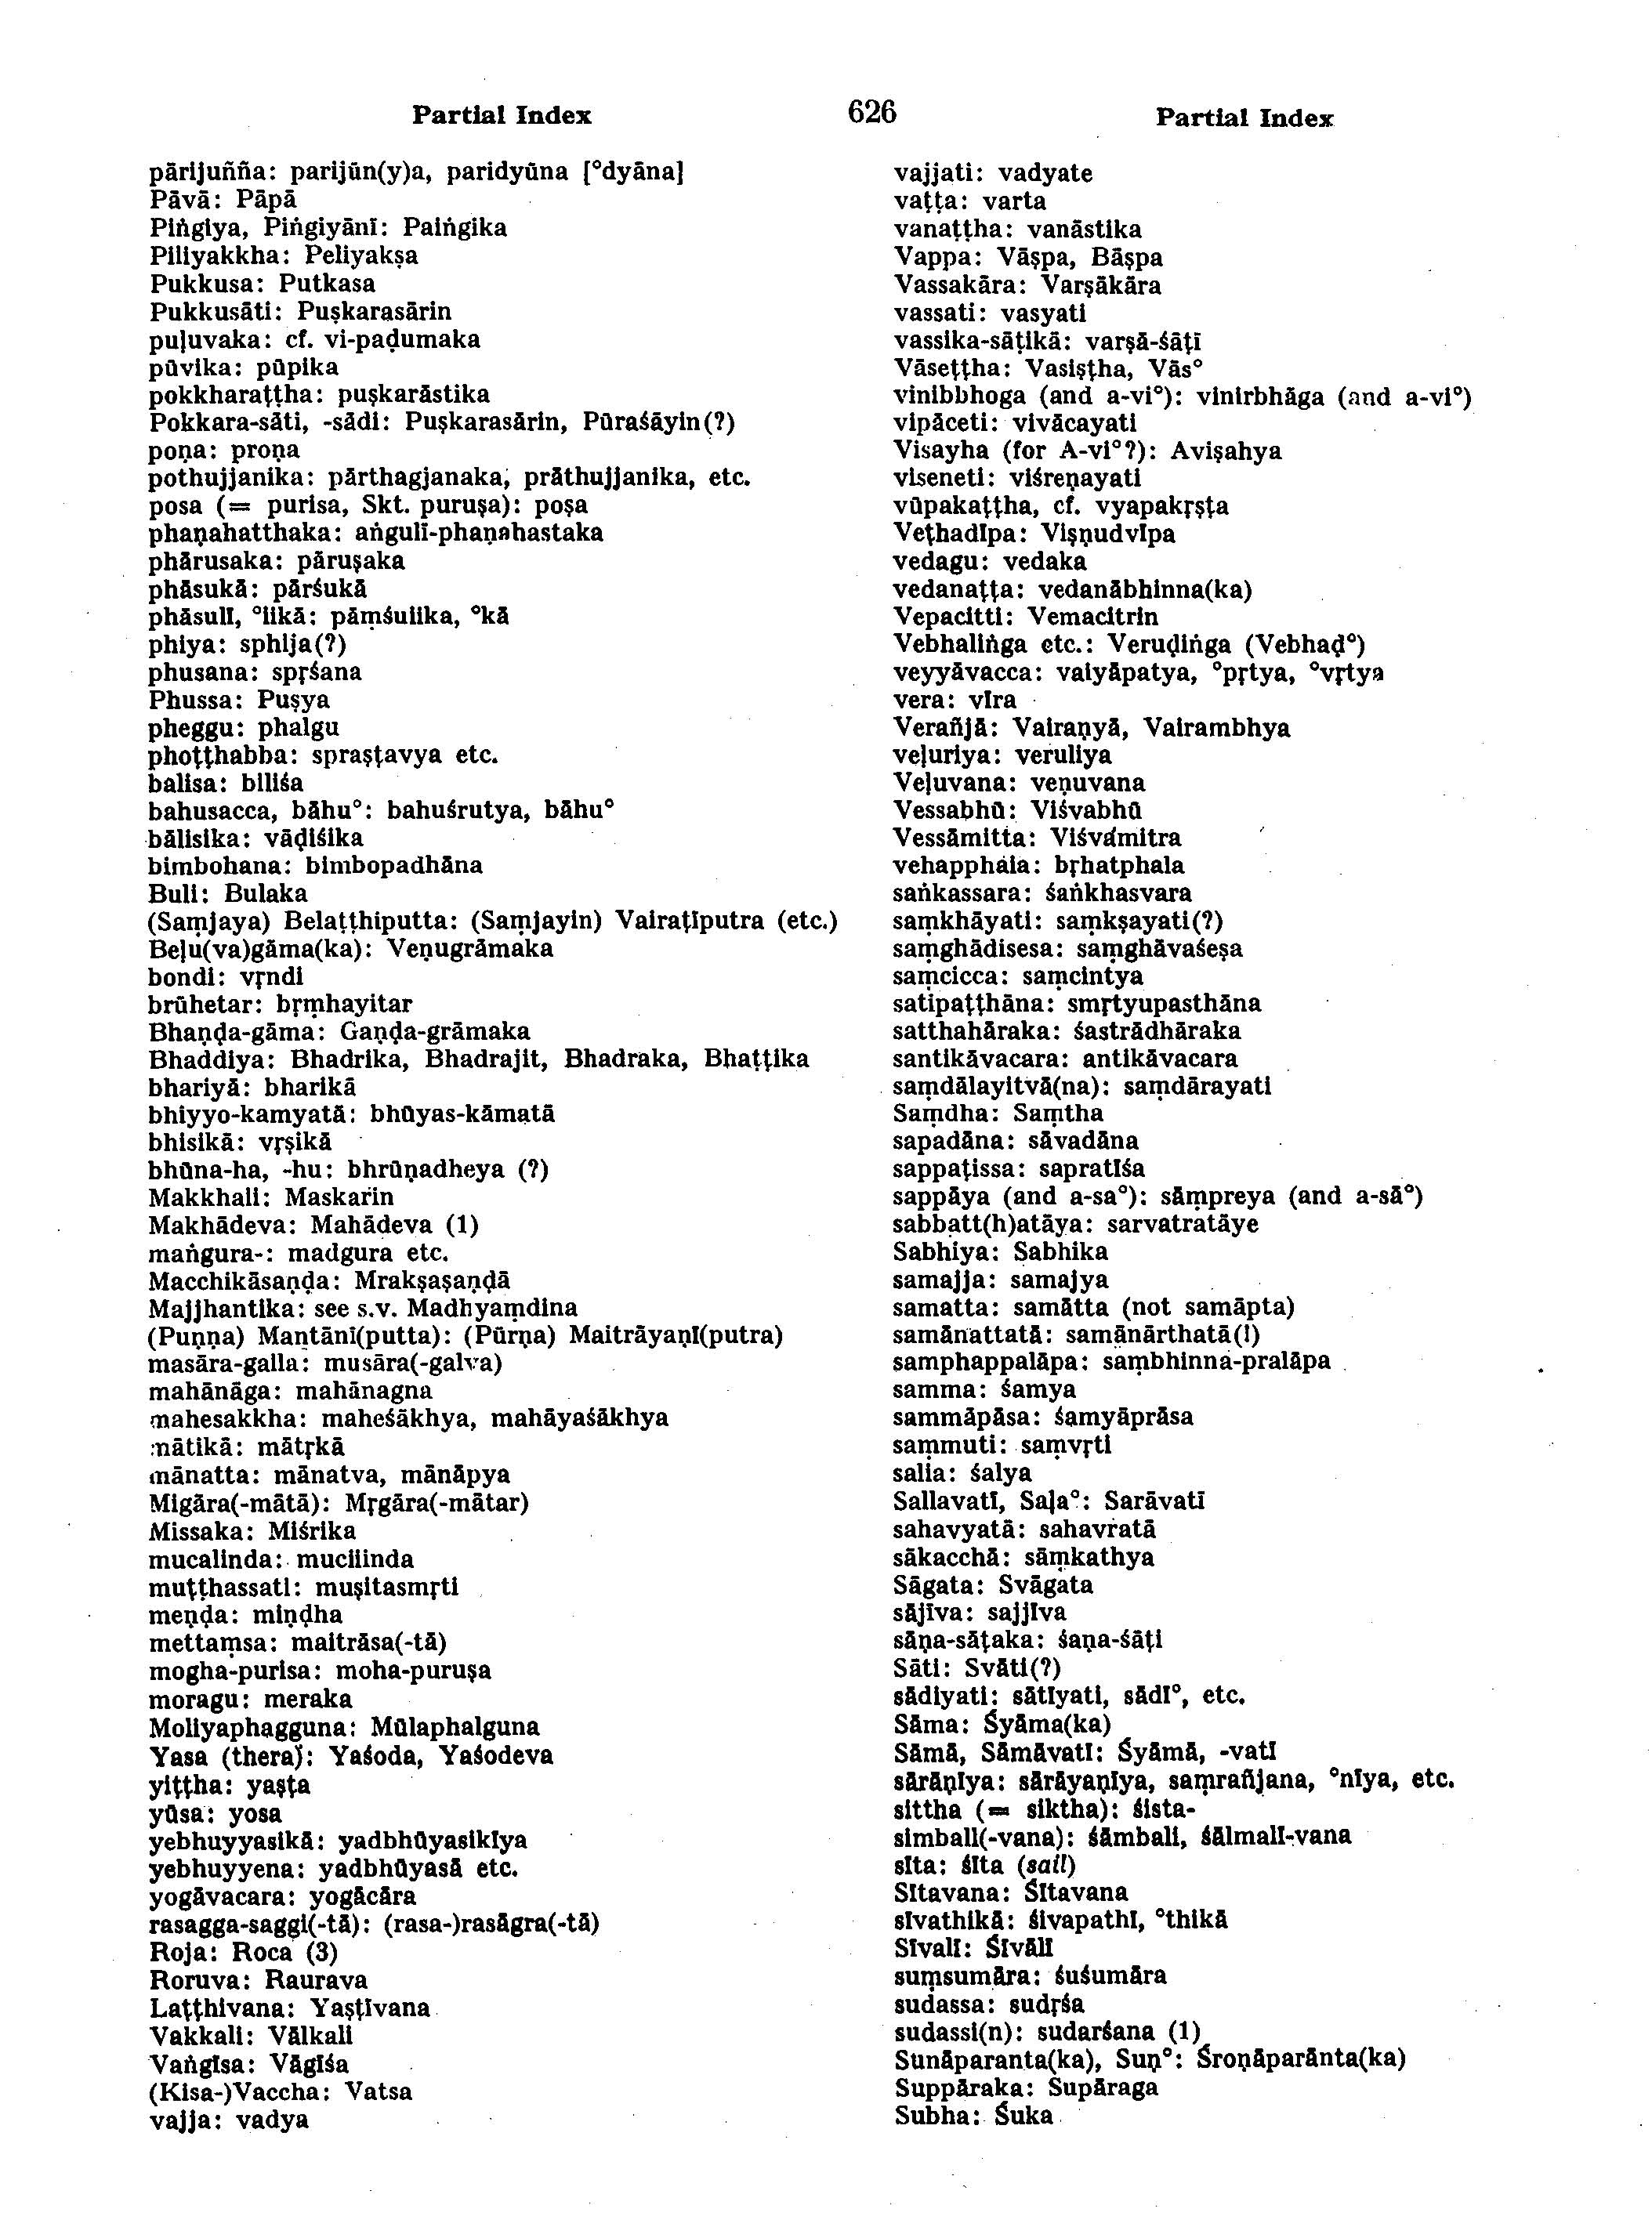 Partial Index 626 Partial Index
pārijuñña: parijūn(y)a, paridyūna [°dyāna]
Pāvā: Pāpā
Piṅgiya, Piṅgiyānī: Paiṅgika
Piliyakkha: Peliyakṣa
Pukkusa: Putkasa
Pukkusāti: Puṣkarasārin
puḷuvaka: cf. vi-paḍumaka
pūvika: pūpika
pokkharaṭṭha: puṣkarāstika
Pokkara-sāti, -sādi: Puṣkarasārin, Pūraśāyin(?)
poṇa: proṇa
pothujjanika: pārthagjanaka, prāthujjanika, etc.
posa (= purisa, Skt. puruṣa): poṣa
phaṇahatthaka: aṅgulī-phaṇahastaka
phārusaka: pāruṣaka
phāsukā: pārśukā
phāsulī, °likā: pāṃśulika, °kā
phiya: sphija(?)
phusana: spṛśana
Phussa: Puṣya
pheggu: phalgu
phoṭṭhabba: spraṣṭavya etc.
balisa: biliśa
bahusacca, bāhu°: bahuśrutya, bāhu°
bālisika: vāḍiśika
bimbohana: bimbopadhāna
Buli: Bulaka
(Saṃjaya) Belaṭṭhiputta: (Saṃjayin) Vairaṭīputra (etc.)
Beḷu(va)gāma(ka): Veṇugrāmaka
bondi: vṛndi
brūhetar: bṛṃhayitar
Bhaṇḍa-gāma: Gaṇḍa-grāmaka
Bhaddiya: Bhadrika, Bhadrajit, Bhadraka, Bhaṭṭika
bhariyā: bharikā
bhiyyo-kamyatā: bhūyas-kāmatā
bhisikā: vṛṣikā
bhūna-ha, -hu: bhrūṇadheya (?)
Makkhali: Maskarin
Makhādeva: Mahādeva (1)
maṅgura-: madgura etc.
Macchikāsaṇḍa: Mrakṣaṣaṇḍā
Majjhantika: see s.v. Madhyaṃdina
(Puṇṇa) Mantānī(putta): (Pūrṇa) Maitrāyaṇī(putra)
masāra-galla: musāra(-galva)
mahānāga: mahānagna
mahesakkha: maheśākhya, mahāyaśākhya
mātikā: mātṛkā
mānatta: mānatva, mānāpya
Migāra(-mātā): Mṛgāra(-mātar)
Missaka: Miśrika
mucalinda: mucilinda
muṭṭhassati: muṣitasmṛti
meṇḍa: miṇḍha
mettaṃsa: maitrāsa(-tā)
mogha-purisa: moha-puruṣa
moragu: meraka
Moliyaphagguna: Mūlaphalguna
Yasa (thera): Yaśoda, Yaśodeva
yiṭṭha: yaṣṭa
yūsa: yosa
yebhuyyasikā: yadbhūyasikīya
yebhuyyena: yadbhūyasā etc.
yogāvacara: yogācāra
rasagga-saggi(-tā): (rasa-)rasāgra(-tā)
Roja: Roca (3)
Roruva: Raurava
Laṭṭhivana: Yaṣṭīvana
Vakkali: Vālkali
Vaṅgīsa: Vāgīśa
(Kisa-)Vaccha: Vatsa
vajja: vadya
vajjati: vadyate
vaṭṭa: varta
vanaṭṭha: vanāstika
Vappa: Vāṣpa, Bāṣpa
Vassakāra: Varṣākāra
vassati: vasyati
vassika-sāṭikā: varṣā-śāṭī
Vāseṭṭha: Vasiṣṭha, Vās°
vinibbhoga (and a-vi°): vinirbhāga (and a-vi°)
vipāceti: vivācayati
Visayha (for A-vi°?): Aviṣahya
viseneti: viśreṇayati
vūpakaṭṭha, cf. vyapakṛṣṭa
Veṭhadīpa: Viṣṇudvīpa
vedagu: vedaka
vedanaṭṭa: vedanābhinna(ka)
Vepacitti: Vemacitrin
Vebhaliṅga etc.: Veruḍiṅga (Vebhaḍ°)
veyyāvacca: vaiyāpatya, °pṛtya, °vṛtya
vera: vīra
Verañjā: Vairaṇyā, Vairambhya
veḷuriya: veruliya
Veḷuvana: veṇuvana
Vessabhū: Viśvabhū
Vessāmitta: Viśvāmitra
vehapphala: bṛhatphala
saṅkassara: śaṅkhasvara
saṃkhāyati: saṃkṣayati(?)
saṃghādisesa: saṃghāvaśeṣa
saṃcicca: saṃcintya
satipaṭṭhāna: smṛtyupasthāna
satthahāraka: śastrādhāraka
santikāvacara: antikāvacara
saṃdālayitvā(na): saṃdārayati
Saṃdha: Saṃtha
sapadāna: sāvadāna
sappaṭissa: sapratīśa
sappāya (and a-sa°): sāṃpreya (and a-sā°)
sabbatt(h)atāya: sarvatratāye
Sabhiya: Sabhika
samajja: samajya
samatta: samātta (not samāpta)
samānattatā: samānārthatā(!)
samphappalāpa: saṃbhinna-pralāpa
samma: śamya
sammāpāsa: śamyāprāsa
sammuti: saṃvṛti
salla: śalya
Sallavatī, Saḷa°: Sarāvatī
sahavyatā: sahavratā
sākacchā: sāṃkathya
Sāgata: Svāgata
sājīva: sajjīva
sāṇa-sāṭaka: śaṇa-śāṭi
Sāti: Svāti(?)
sādiyati: sātīyati, sādī°, etc.
Sāma: Śyāma(ka)
Sāmā, Sāmāvatī: Śyāmā, -vatī
sārāṇīya: sārāyaṇīya, saṃrañjana, °nīya, etc.
sittha (= siktha): śista-
simbalī(-vana): śāmbali, śālmalī-vana
sīta: śīta (sail)
Sītavana: Śītavana
sīvathikā: śivapathī, °thikā
Sīvalī: Śīvālī
suṃsumāra: śuśumāra
sudassa: sudṛśa
sudassi(n): sudarśana (1)
Sunāparanta(ka), Suṇ°: Śroṇāparānta(ka)
Suppāraka: Supāraga
Subha: Śuka